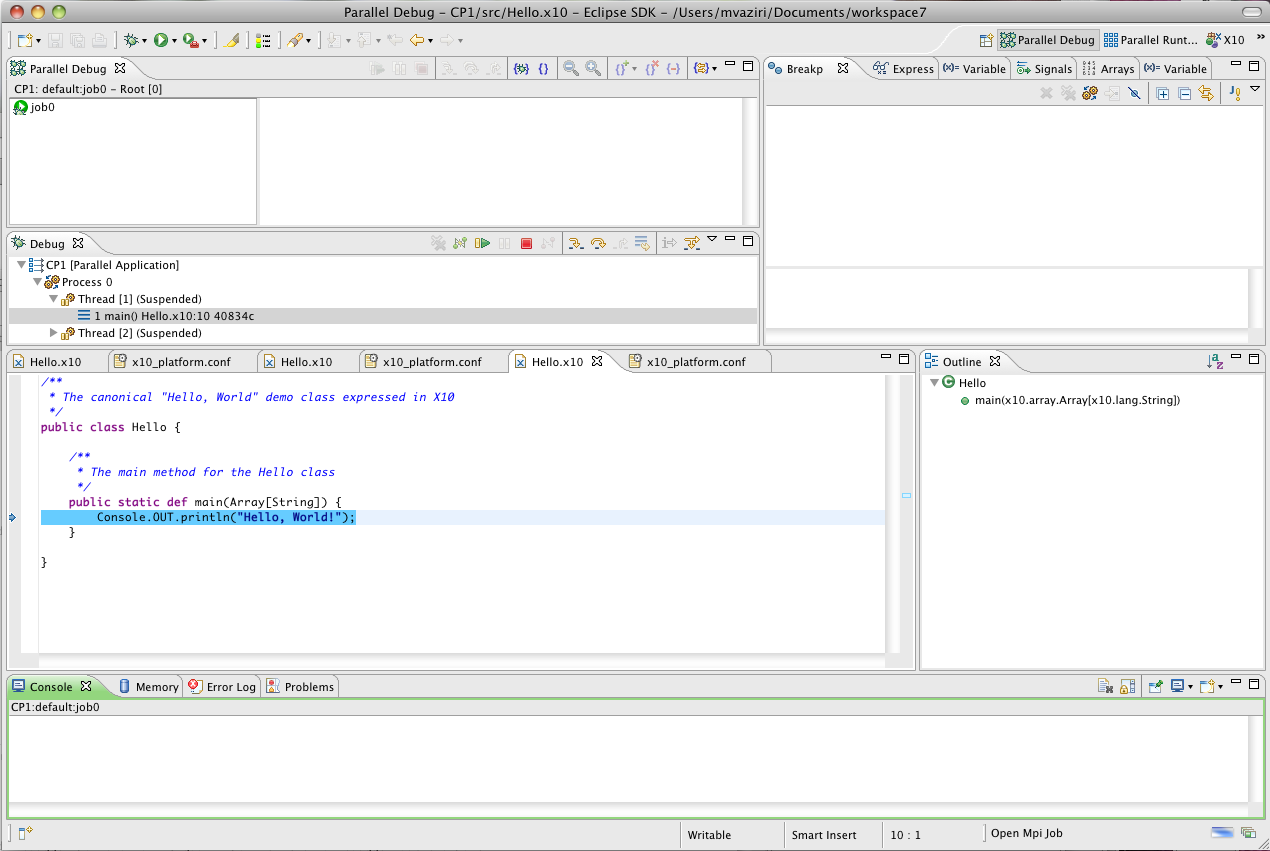 Parallel Debug – CP1/src/Hello.x10 – Eclipse SDK – /Users/mvaziri/Documents/workspace7
Parallel Debug Parallel Runt... X10 »
Parallel Debug
CP1: default:job0 – Root [0]
job0
Breakp Express (x)= Variable Signals Arrays (x)= Variable
Debug
CP1 [Parallel Application]
Process 0
Thread [1] (Suspended)
1 main() Hello.x10:10 40834c
Thread [2] (Suspended)
Hello.x10 x10_platform.conf Hello.x10 x10_platform.conf Hello.x10 x10_platform.conf
/**
* The canonical "Hello, World" demo class expressed in X10
*/
public class Hello {
/**
* The main method for the Hello class
*/
public static def main(Array[String]) {
Console.OUT.println("Hello, World!");
}
}
Outline
Hello
main(x10.array.Array[x10.lang.String])
Console Memory Error Log Problems
CP1:default:job0
Writable Smart Insert 10 : 1 Open Mpi Job